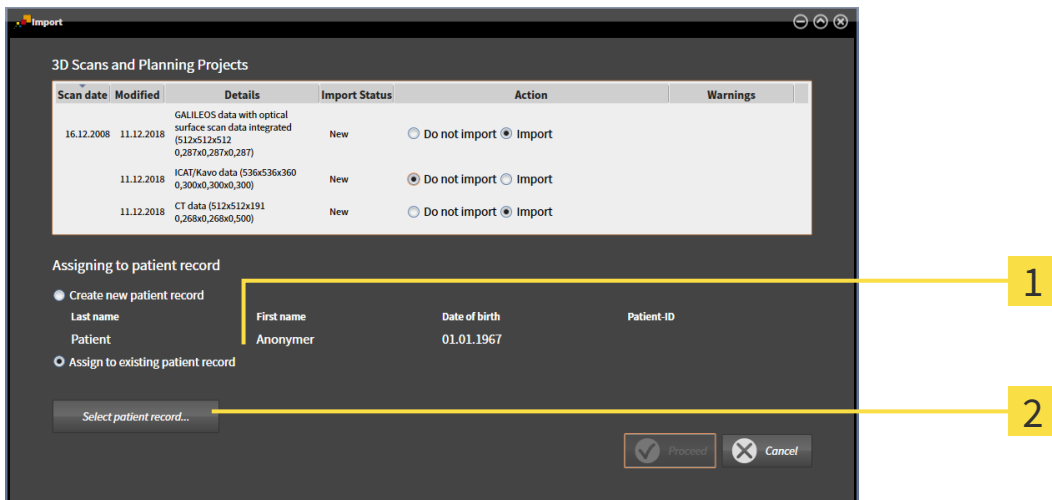 Import
3D Scans and Planning Projects
Scan date Modified Details Import Status Action Warnings
GALILEOS data with optical
surface scan data integrated
(512x512x512
0,287x0,287x0,287)
16.12.2008 11.12.2018 New Do not import Import
ICAT/Kavo data (536x536x360
0,300x0,300x0,300)
11.12.2018 New Do not import Import
CT data (512x512x191
0,268x0,268x0,500)
11.12.2018 New Do not import Import
Assigning to patient record
1
Create new patient record
Last name First name Date of birth Patient-ID
Patient Anonymer 01.01.1967
Assign to existing patient record
Select patient record...
2
Proceed Cancel